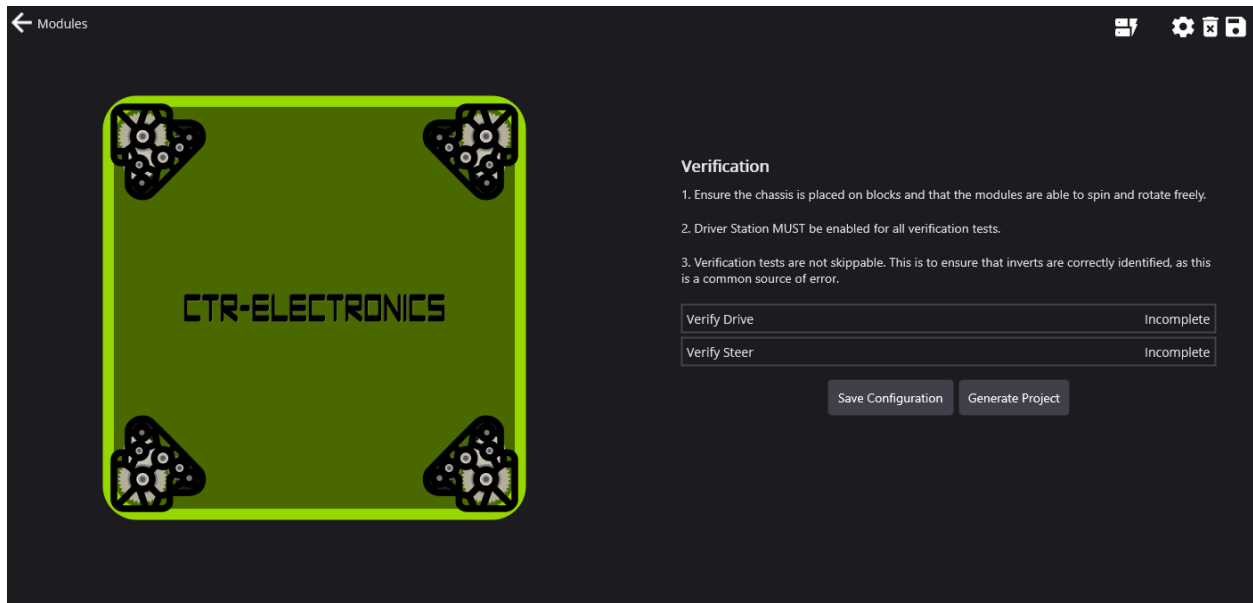 Modules
CTR-ELECTRONICS
Verification
1. Ensure the chassis is placed on blocks and that the modules are able to spin and rotate freely.
2. Driver Station MUST be enabled for all verification tests.
3. Verification tests are not skippable. This is to ensure that inverts are correctly identified, as this
is a common source of error.
Verify Drive Incomplete
Verify Steer Incomplete
Save Configuration Generate Project